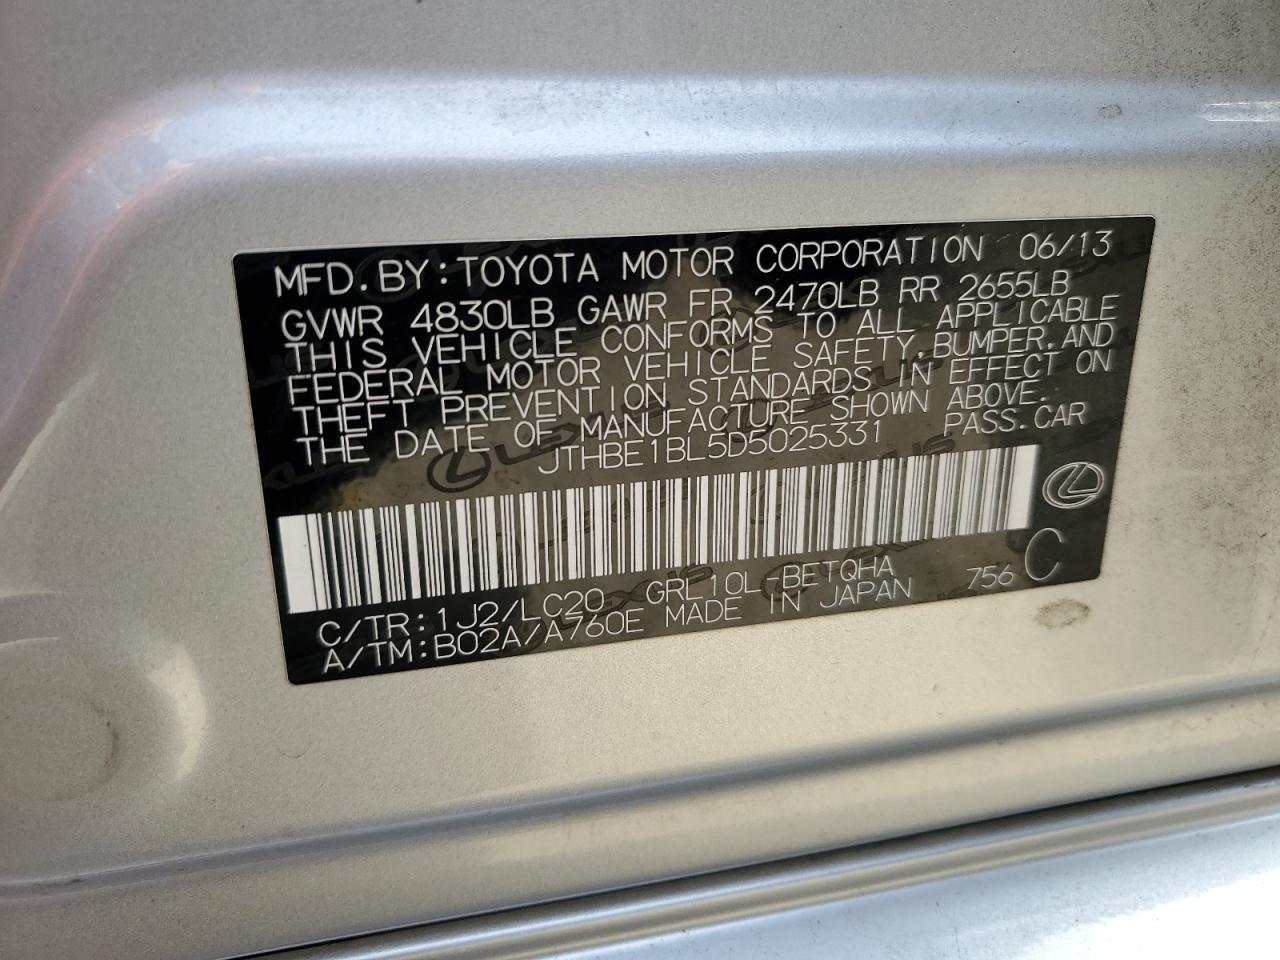 MFD. BY: TOYOTA MOTOR CORPORATION 06/13
GVWR 4830LB GAWR FR 2470LB RR 2655LB
THIS VEHICLE CONFORMS TO ALL APPLICABLE
FEDERAL MOTOR VEHICLE SAFETY, BUMPER, AND
THEFT PREVENTION STANDARDS IN EFFECT ON
THE DATE OF MANUFACTURE SHOWN ABOVE.
JTHBE1BL5D5025331 PASS. CAR
C/TR: 1J2/LC20 GRL10L-BETQHA 756 C
A/TM: B02A/A760E MADE IN JAPAN